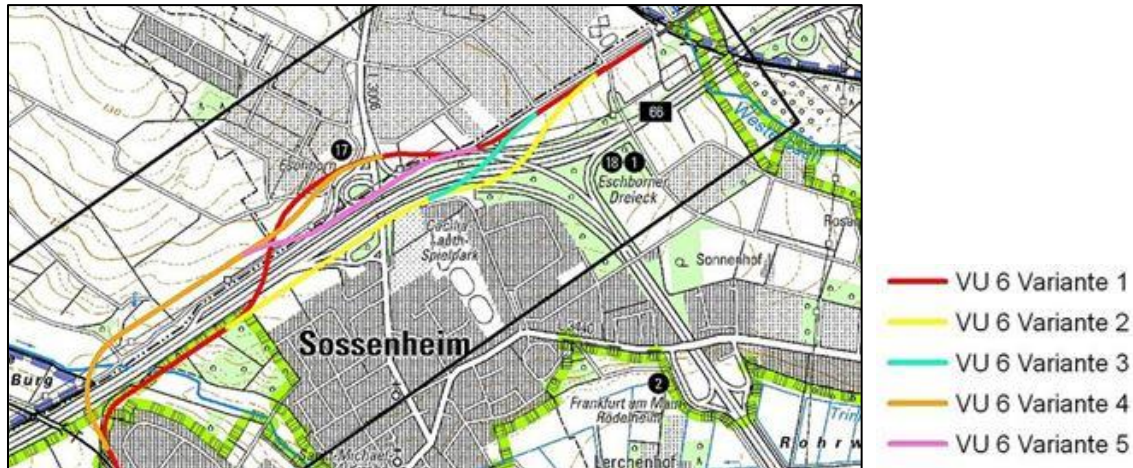 130
3006
66
17
Eschborn
18 1
Eschborner
Dreieck
Sonnenhof
Sossenheim
Burg
2
Frankfurt am Main-
Rödelheim
Lerchenhof
VU 6 Variante 1
VU 6 Variante 2
VU 6 Variante 3
VU 6 Variante 4
VU 6 Variante 5